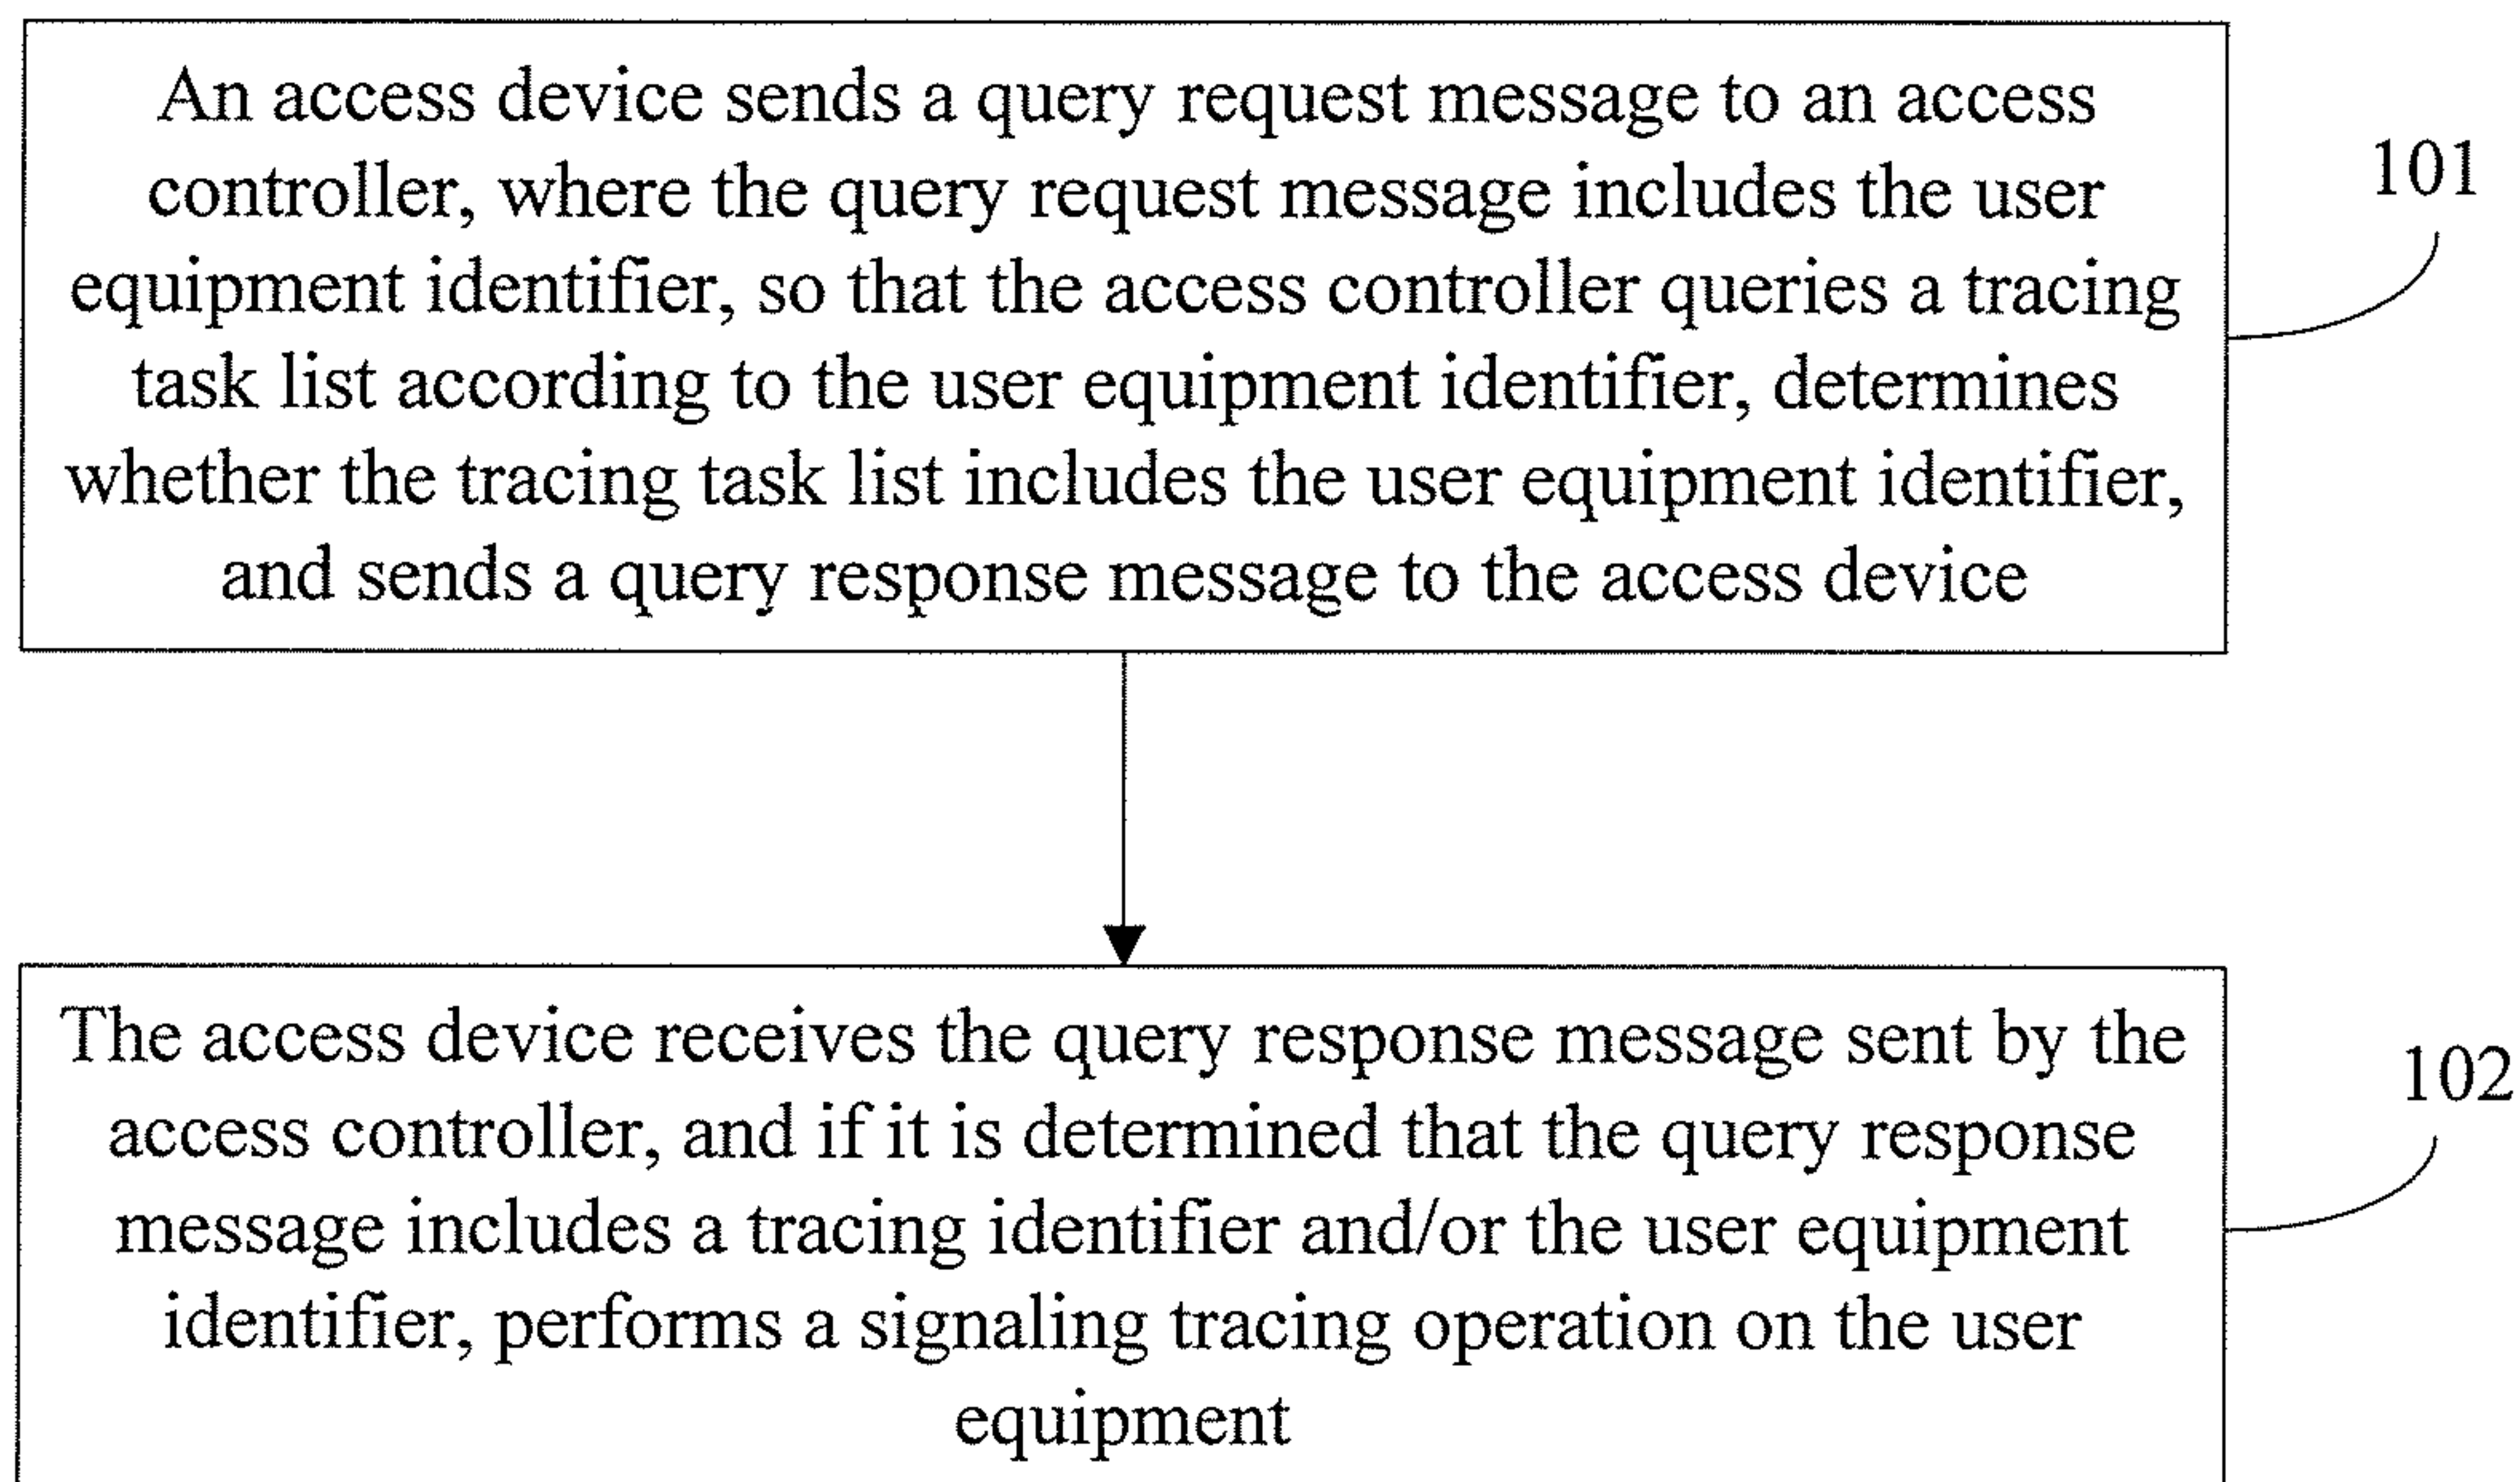 An access device sends a query request message to an access
controller, where the query request message includes the user
equipment identifier, so that the access controller queries a tracing
task list according to the user equipment identifier, determines
whether the tracing task list includes the user equipment identifier,
and sends a query response message to the access device
101
The access device receives the query response message sent by the
access controller, and if it is determined that the query response
message includes a tracing identifier and/or the user equipment
identifier, performs a signaling tracing operation on the user
equipment
102